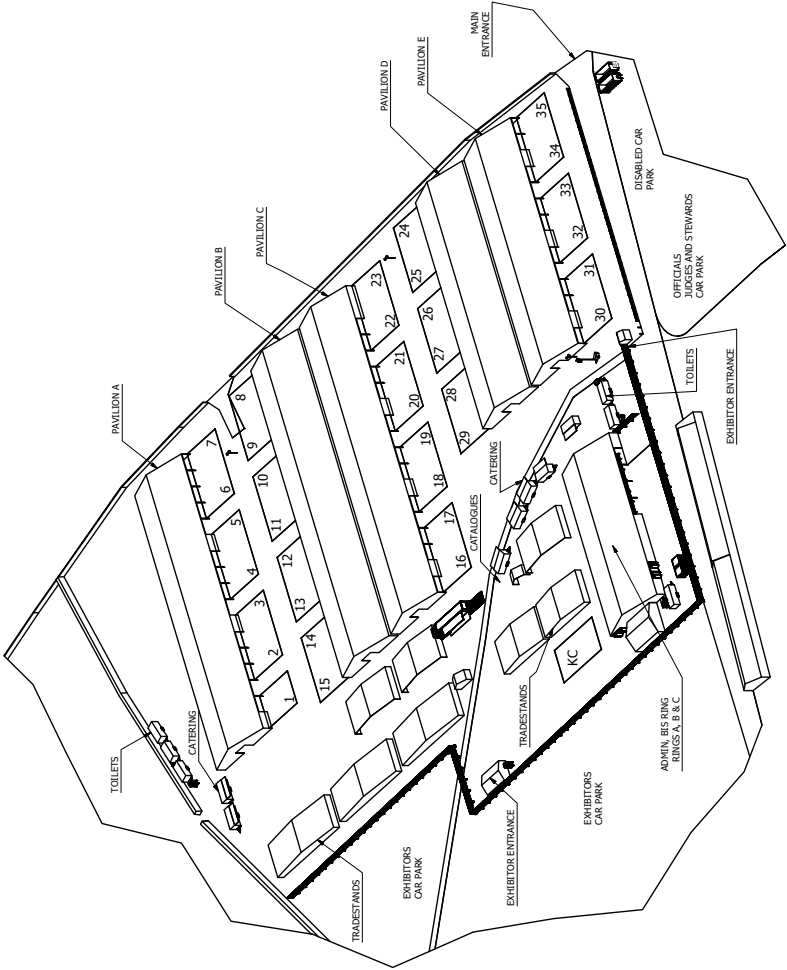 MAIN
ENTRANCE
PAVILION E
PAVILION D
PAVILION C
PAVILION B
PAVILION A
TOILETS
CATERING
TRADESTANDS
EXHIBITORS
CAR PARK
1
2
3
4
5
6
7
8
9
10
11
12
13
14
15
16
17
18
19
20
21
22
23
24
25
26
27
28
29
30
31
32
33
34
35
DISABLED CAR
PARK
OFFICIALS
JUDGES AND STEWARDS
CAR PARK
TOILETS
EXHIBITOR ENTRANCE
CATERING
CATALOGUES
TRADESTANDS
KC
ADMIN, BIS RING
RINGS A, B & C
EXHIBITOR ENTRANCE
EXHIBITORS
CAR PARK